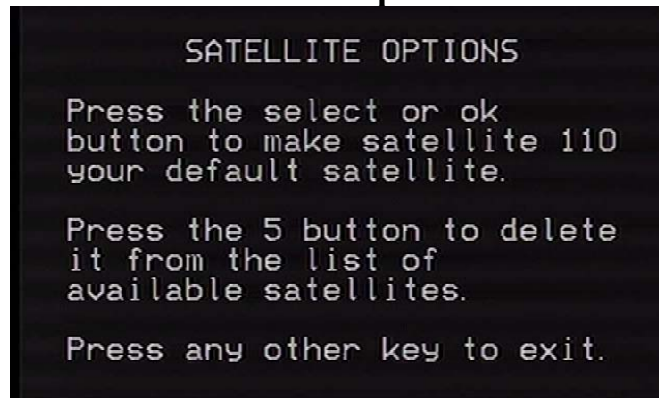 SATELLITE OPTIONS
Press the select or ok
button to make satellite 110
your default satellite.
Press the 5 button to delete
it from the list of
available satellites.
Press any other key to exit.